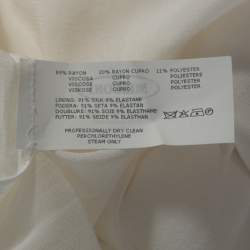 69% RAYON 20% RAYON CUPRO 11% POLYESTER
VISCOSA CUPRO POLIESTERE
VISCOSE CUPRO POLYESTER
VISKOSE CUPRO POLYESTER
LINING: 91% SILK 9% ELASTANE
FODERA: 91% SETA 9% ELASTAN
DOUBLURE: 91% SOIE 9% ELASTHANNE
FUTTER: 91% SEIDE 9% ELASTHAN
PROFESSIONALLY DRY CLEAN
PERCHLORETHYLENE
STEAM ONLY